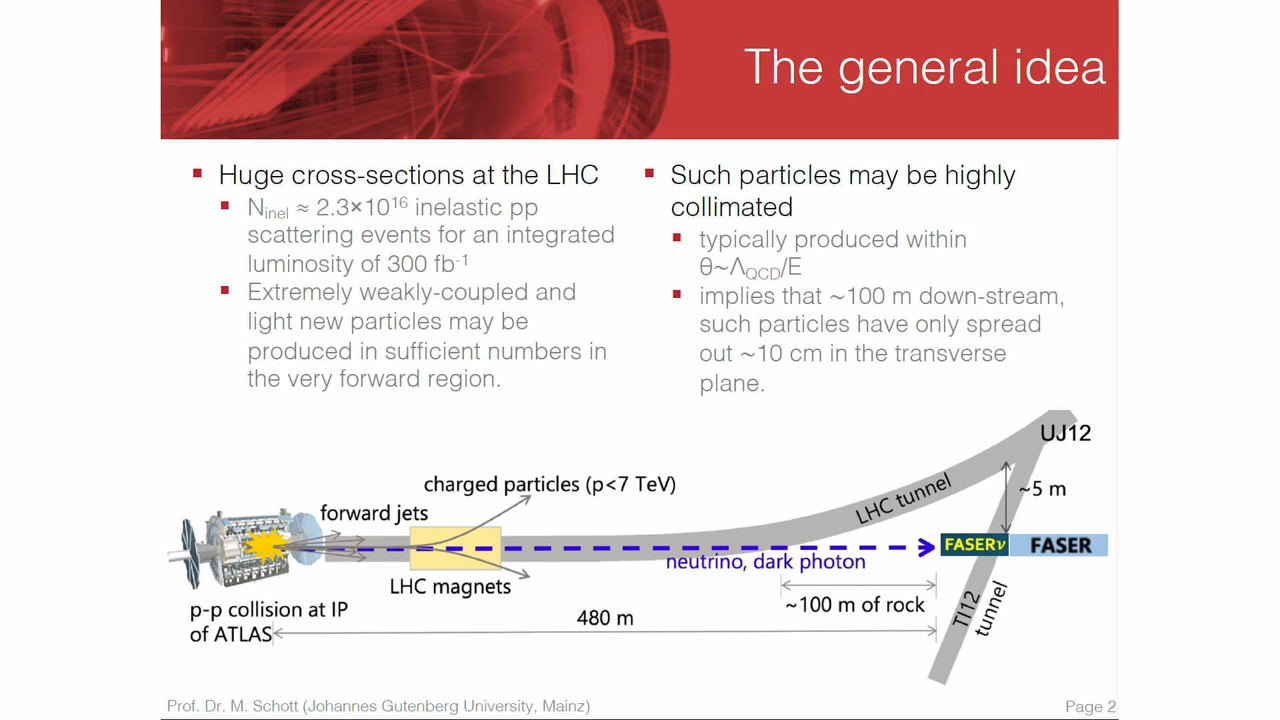 The general idea
▪ Huge cross-sections at the LHC
▪ Ninel ≈ 2.3×10¹⁶ inelastic pp
scattering events for an integrated
luminosity of 300 fb⁻¹
▪ Extremely weakly-coupled and
light new particles may be
produced in sufficient numbers in
the very forward region.
▪ Such particles may be highly
collimated
▪ typically produced within
θ~ΛQCD/E
▪ implies that ~100 m down-stream,
such particles have only spread
out ~10 cm in the transverse
plane.
UJ12
charged particles (p<7 TeV)
LHC tunnel
~5 m
forward jets
FASERν
FASER
neutrino, dark photon
LHC magnets
~100 m of rock
TI12
tunnel
p-p collision at IP
of ATLAS
480 m
Prof. Dr. M. Schott (Johannes Gutenberg University, Mainz)
Page 2